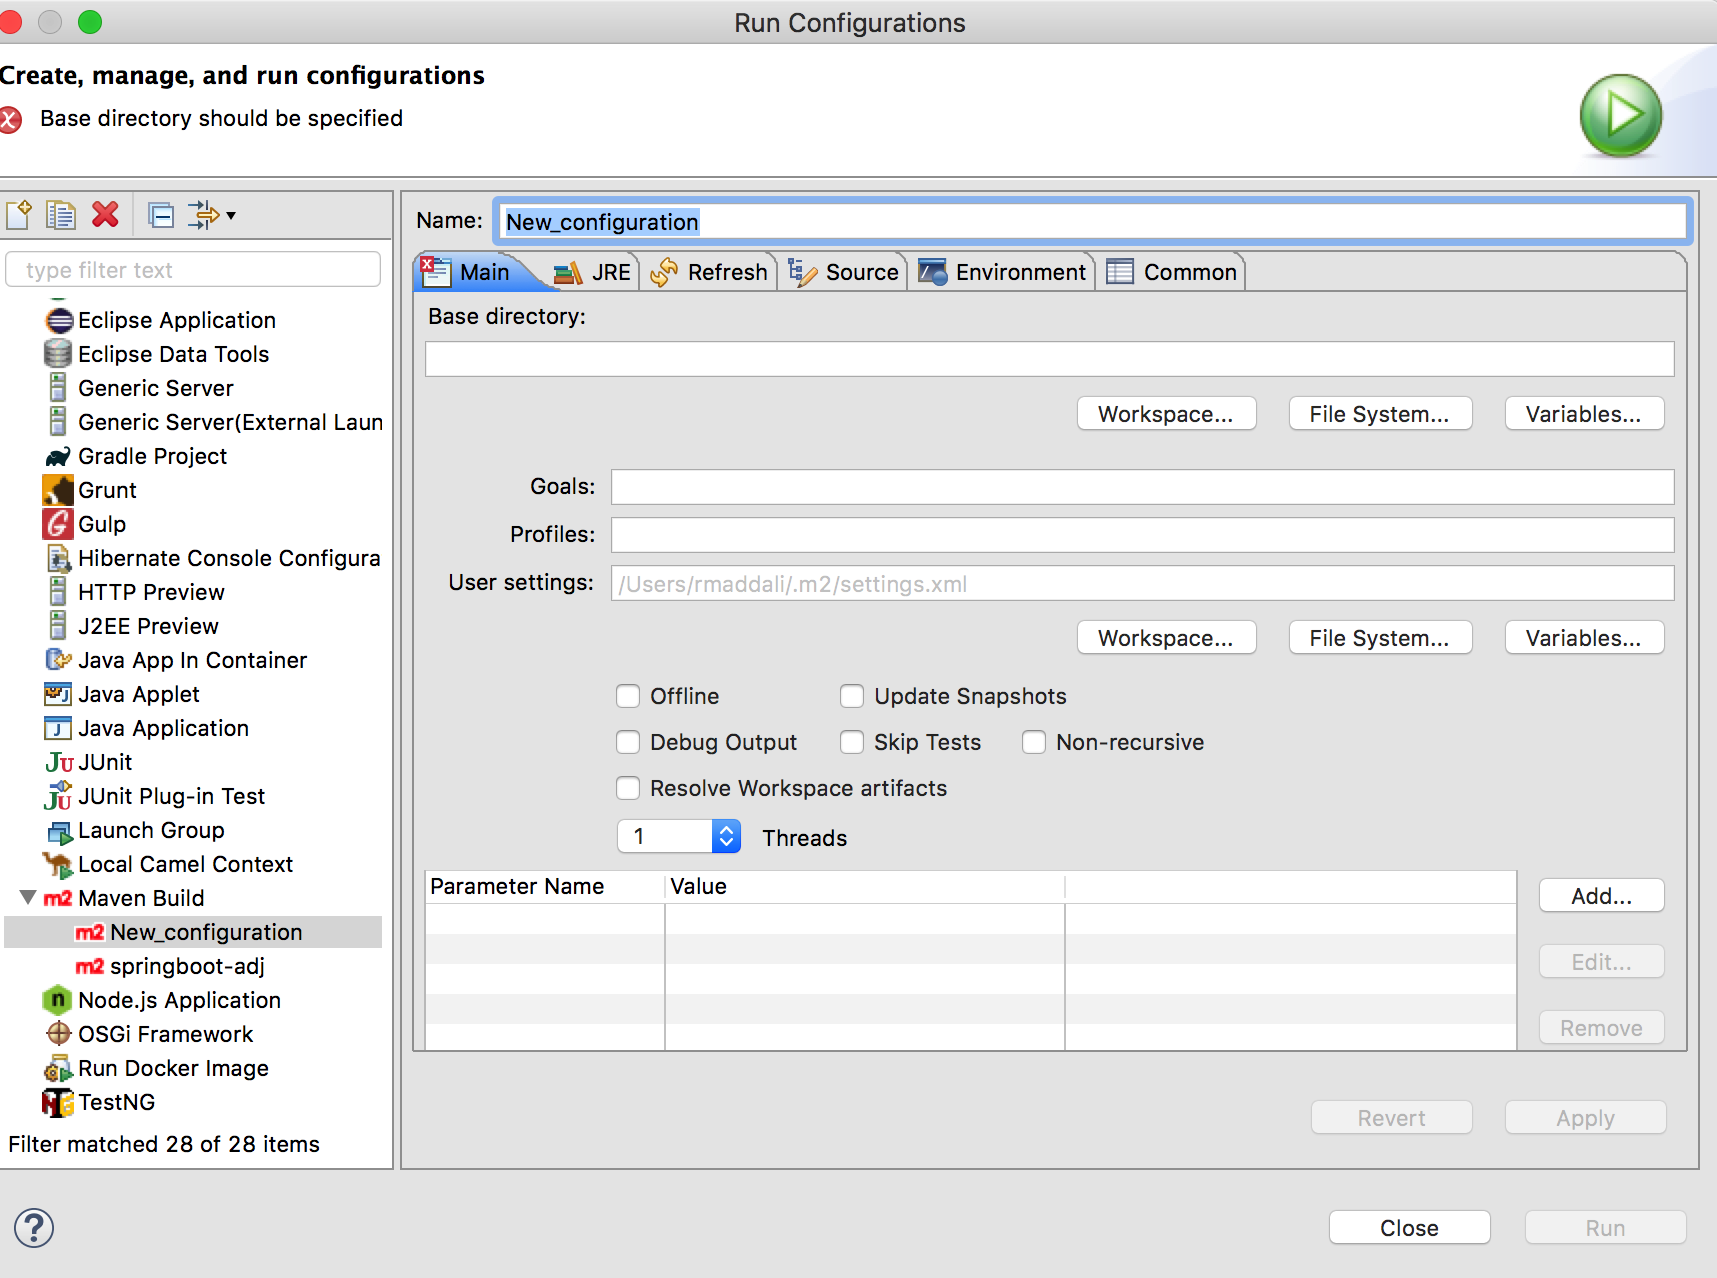 Run Configurations
Create, manage, and run configurations
Base directory should be specified
type filter text
Eclipse Application
Eclipse Data Tools
Generic Server
Generic Server(External Laun
Gradle Project
Grunt
Gulp
Hibernate Console Configura
HTTP Preview
J2EE Preview
Java App In Container
Java Applet
Java Application
JUnit
JUnit Plug-in Test
Launch Group
Local Camel Context
m2 Maven Build
m2 New_configuration
m2 springboot-adj
Node.js Application
OSGi Framework
Run Docker Image
TestNG
Filter matched 28 of 28 items
Name: New_configuration
Main JRE Refresh Source Environment Common
Base directory:
Workspace... File System... Variables...
Goals:
Profiles:
User settings: /Users/rmaddali/.m2/settings.xml
Workspace... File System... Variables...
Offline Update Snapshots
Debug Output Skip Tests Non-recursive
Resolve Workspace artifacts
1 Threads
Parameter Name Value
Add...
Edit...
Remove
Revert Apply
? Close Run